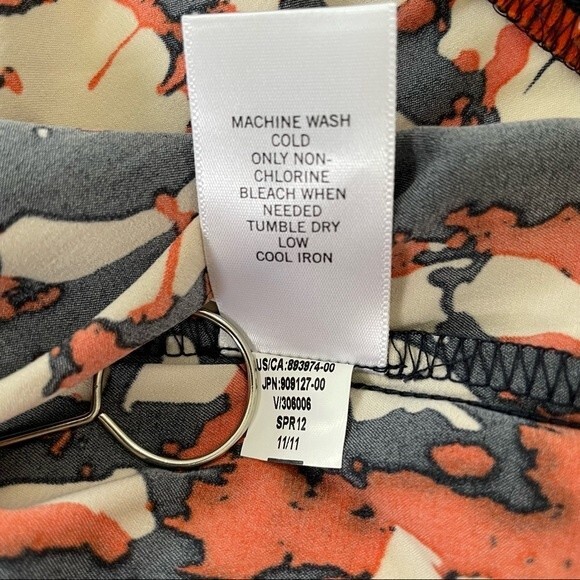 MACHINE WASH
COLD
ONLY NON-
CHLORINE
BLEACH WHEN
NEEDED
TUMBLE DRY
LOW
COOL IRON
US/CA:893974-00
JPN:909127-00
V/306006
SPR12
11/11